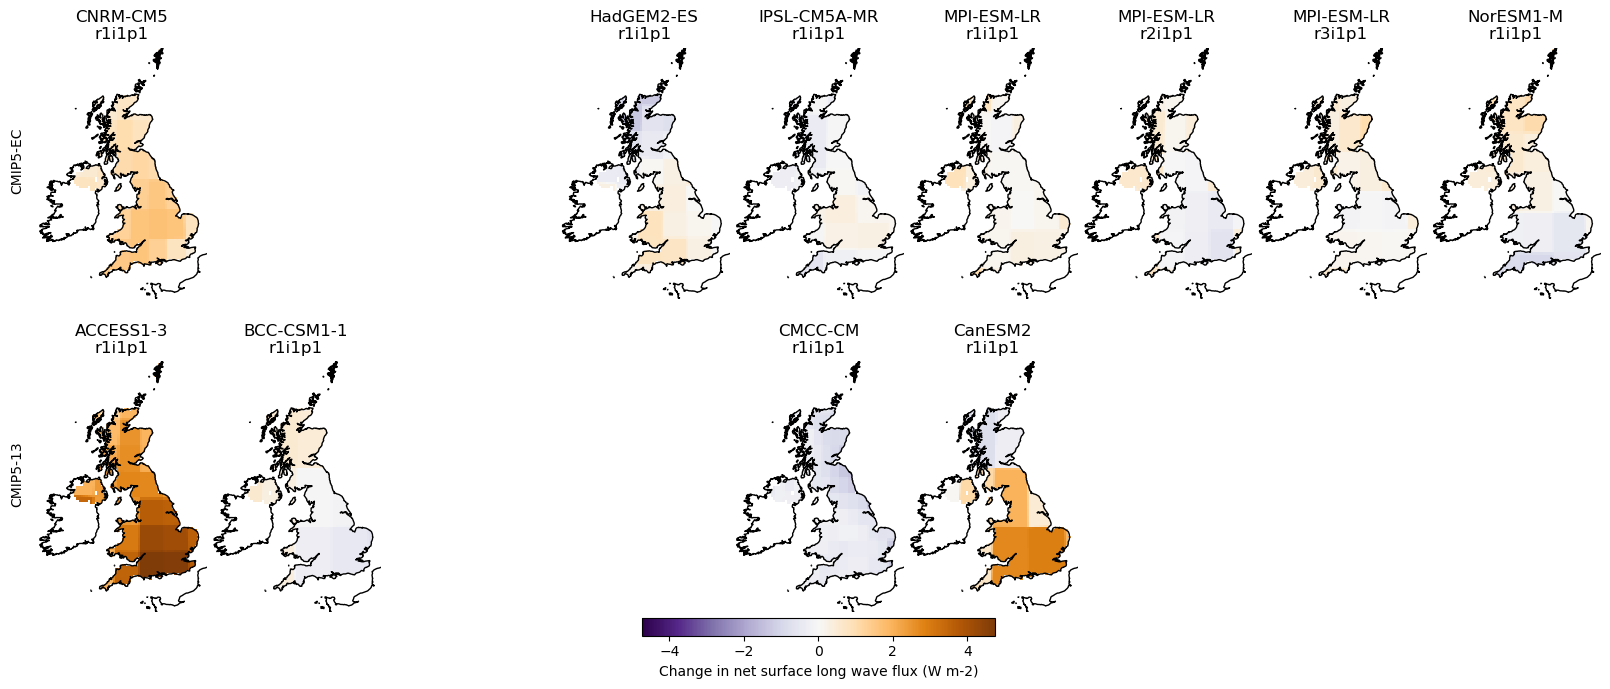 CNRM-CM5
r1i1p1
HadGEM2-ES
r1i1p1
IPSL-CM5A-MR
r1i1p1
MPI-ESM-LR
r1i1p1
MPI-ESM-LR
r2i1p1
MPI-ESM-LR
r3i1p1
NorESM1-M
r1i1p1
CMIP5-EC
ACCESS1-3
r1i1p1
BCC-CSM1-1
r1i1p1
CMCC-CM
r1i1p1
CanESM2
r1i1p1
CMIP5-13
−4 −2 0 2 4
Change in net surface long wave flux (W m-2)